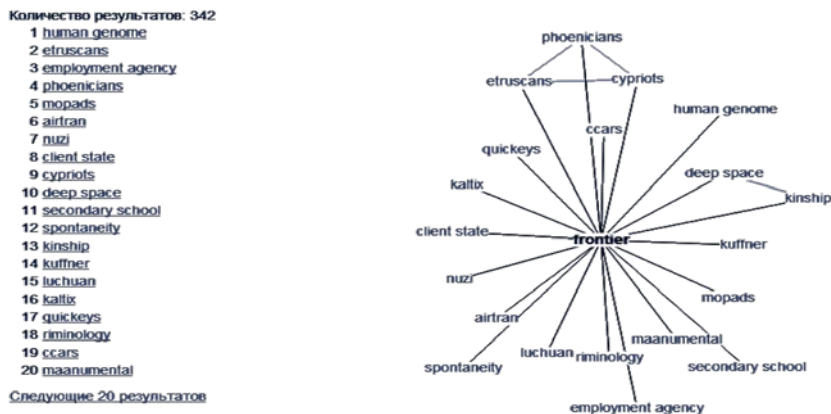 Количество результатов: 342
1 human genome
2 etruscans
3 employment agency
4 phoenicians
5 mopads
6 airtran
7 nuzi
8 client state
9 cypriots
10 deep space
11 secondary school
12 spontaneity
13 kinship
14 kuffner
15 luchuan
16 kaltix
17 quickeys
18 riminology
19 ccars
20 maanumental
Следующие 20 результатов
phoenicians
etruscans
cypriots
human genome
ccars
quickeys
deep space
kaltix
kinship
client state
frontier
kuffner
nuzi
mopads
airtran
maanumental
luchuan
riminology
spontaneity
secondary school
employment agency